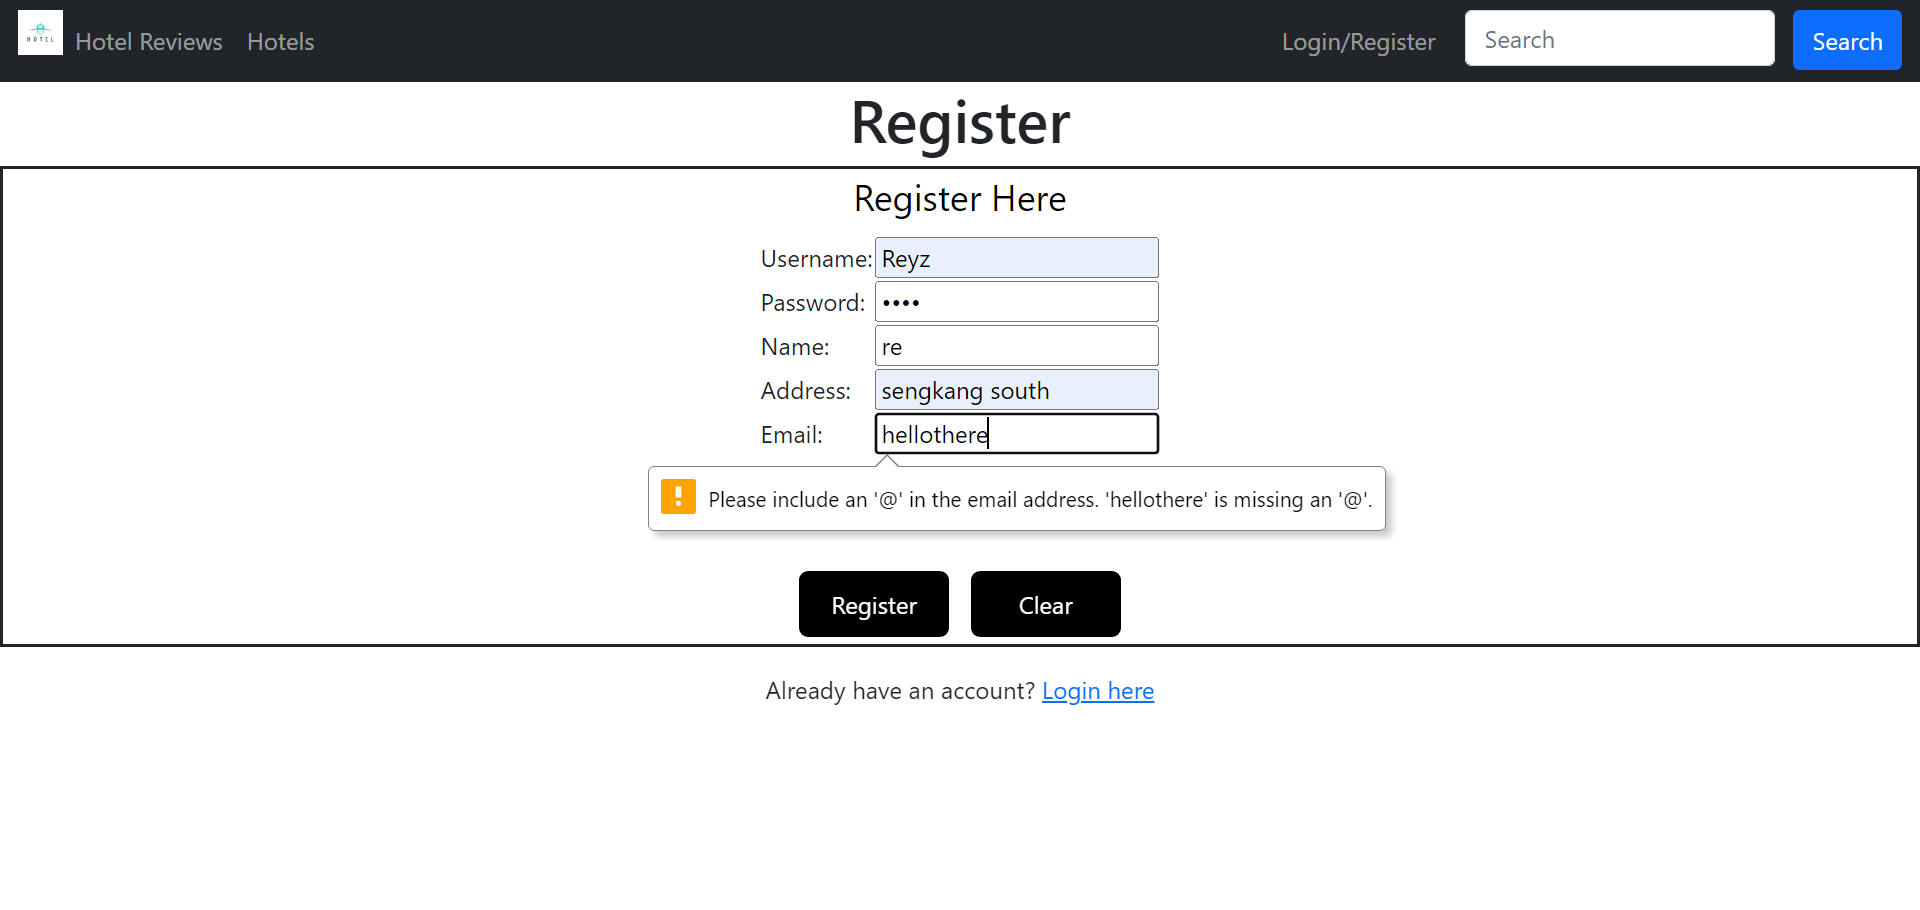 HOTEL
Hotel Reviews
Hotels
Login/Register
Search
Search
Register
Register Here
Username: Reyz
Password: ••••
Name: re
Address: sengkang south
Email: hellothere
Please include an '@' in the email address. 'hellothere' is missing an '@'.
Register
Clear
Already have an account? Login here